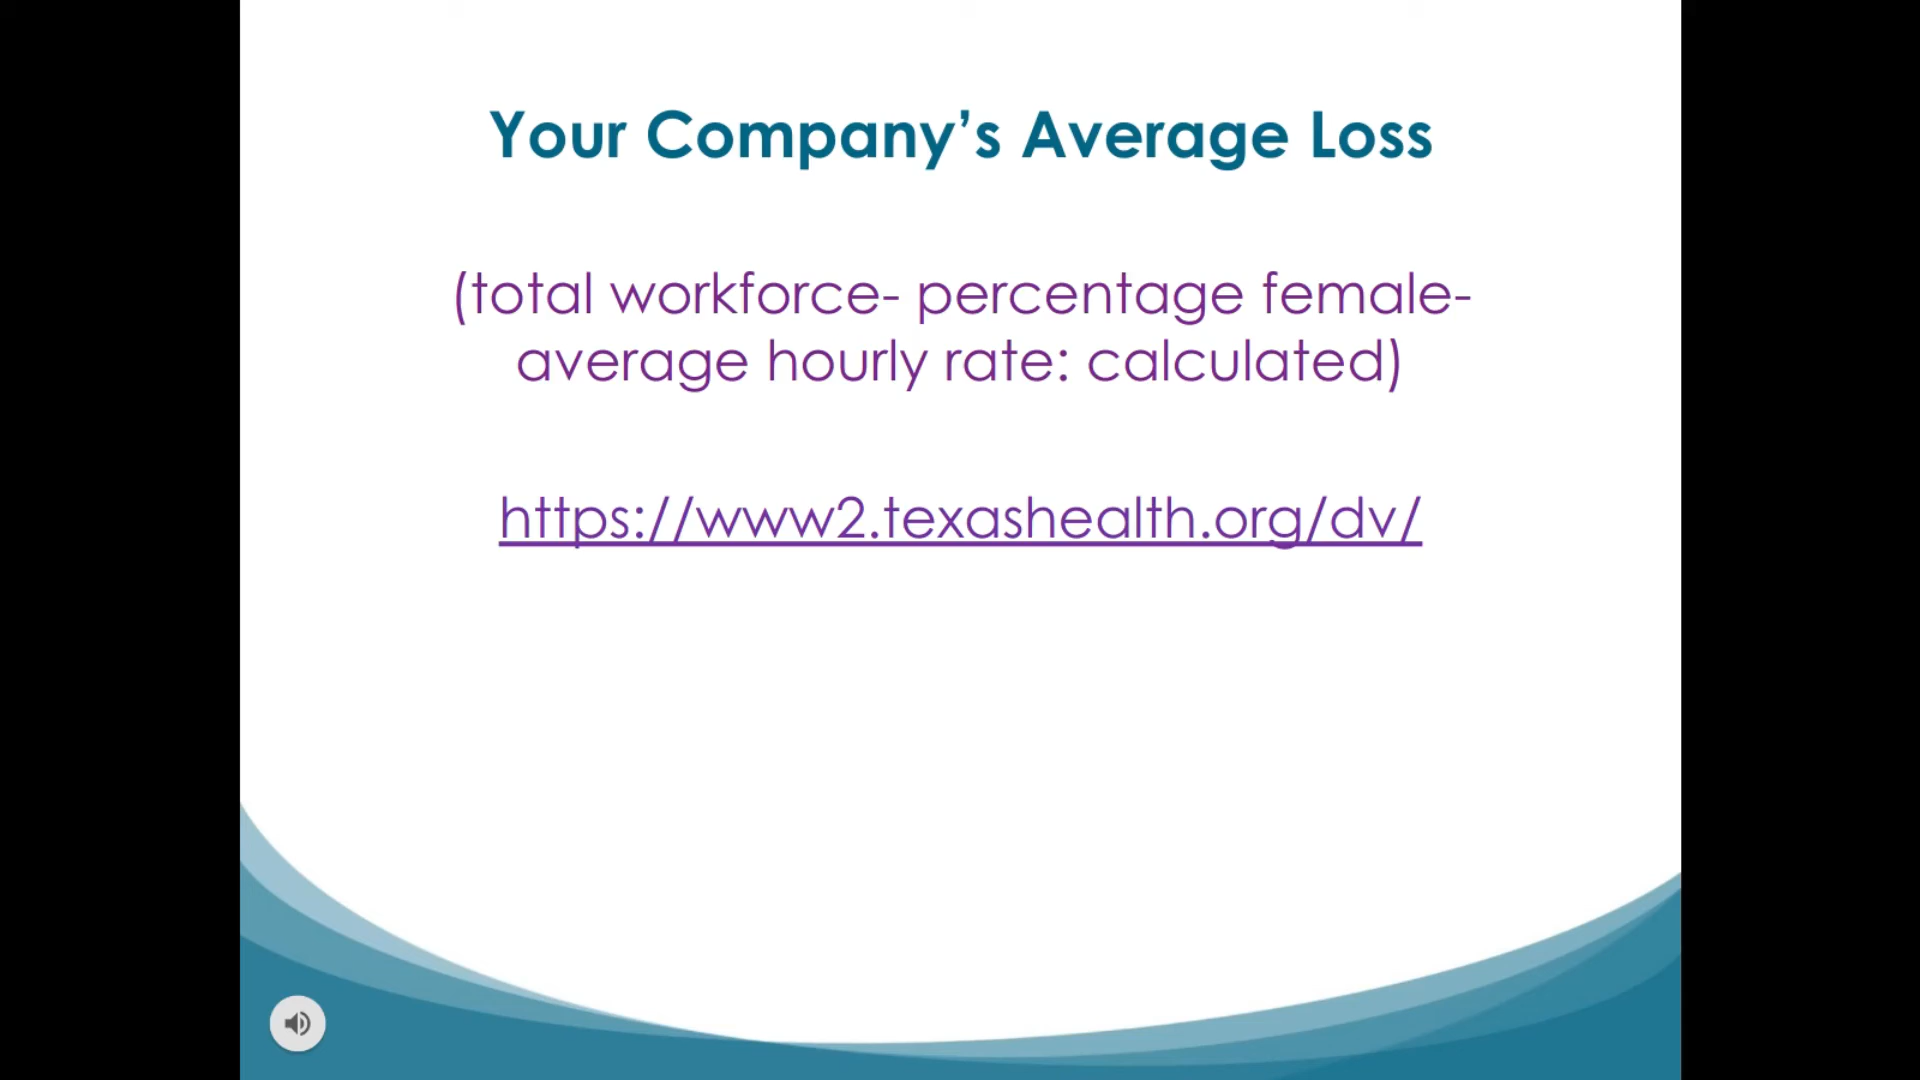 Your Company’s Average Loss
(total workforce- percentage female-
average hourly rate: calculated)
https://www2.texashealth.org/dv/